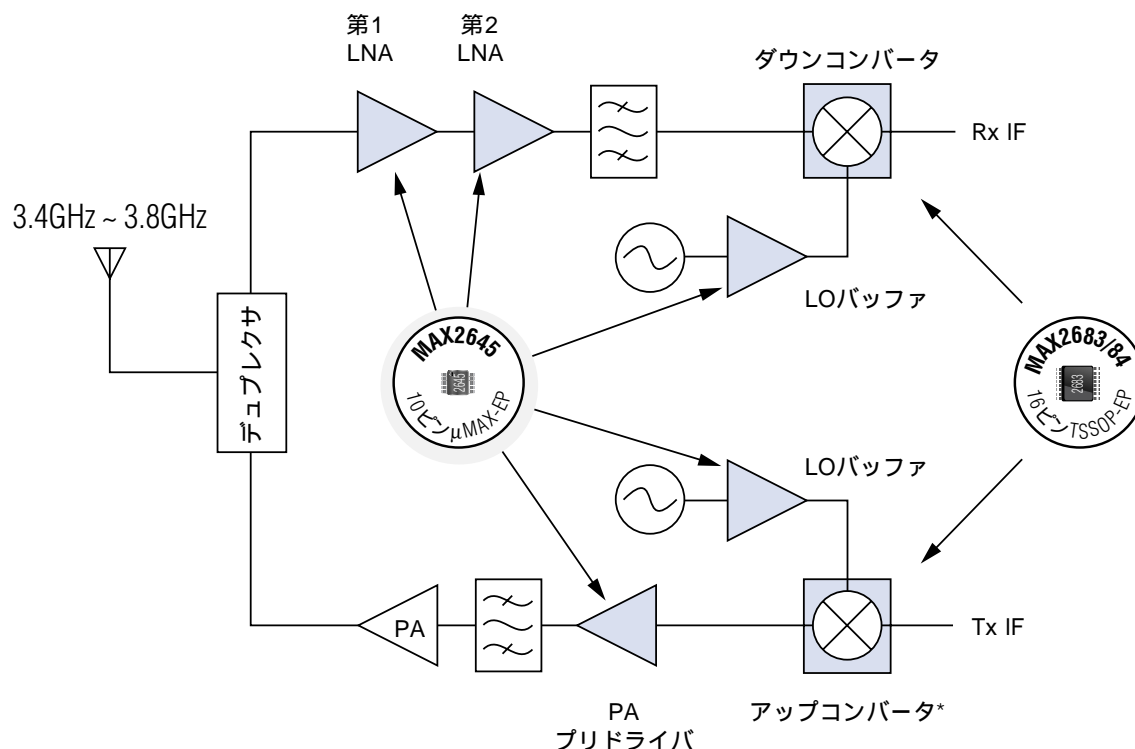 第1
LNA
第2
LNA
ダウンコンバータ
Rx IF
3.4GHz ~ 3.8GHz
LOバッファ
デュプレクサ
MAX2645
2645
10ピンμMAX-EP
MAX2683/84
2683
16ピンTSSOP-EP
LOバッファ
PA
Tx IF
PA
プリドライバ
アップコンバータ*